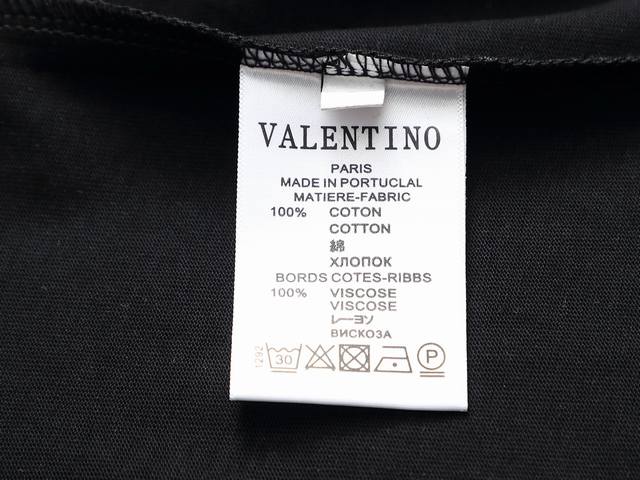 VALENTINO
PARIS
MADE IN PORTUCLAL
MATIERE-FABRIC
100% COTON
COTTON
綿
ХЛОПОК
BORDS COTES-RIBBS
100% VISCOSE
VISCOSE
レーヨソ
ВИСКОЗА
1292
30
P